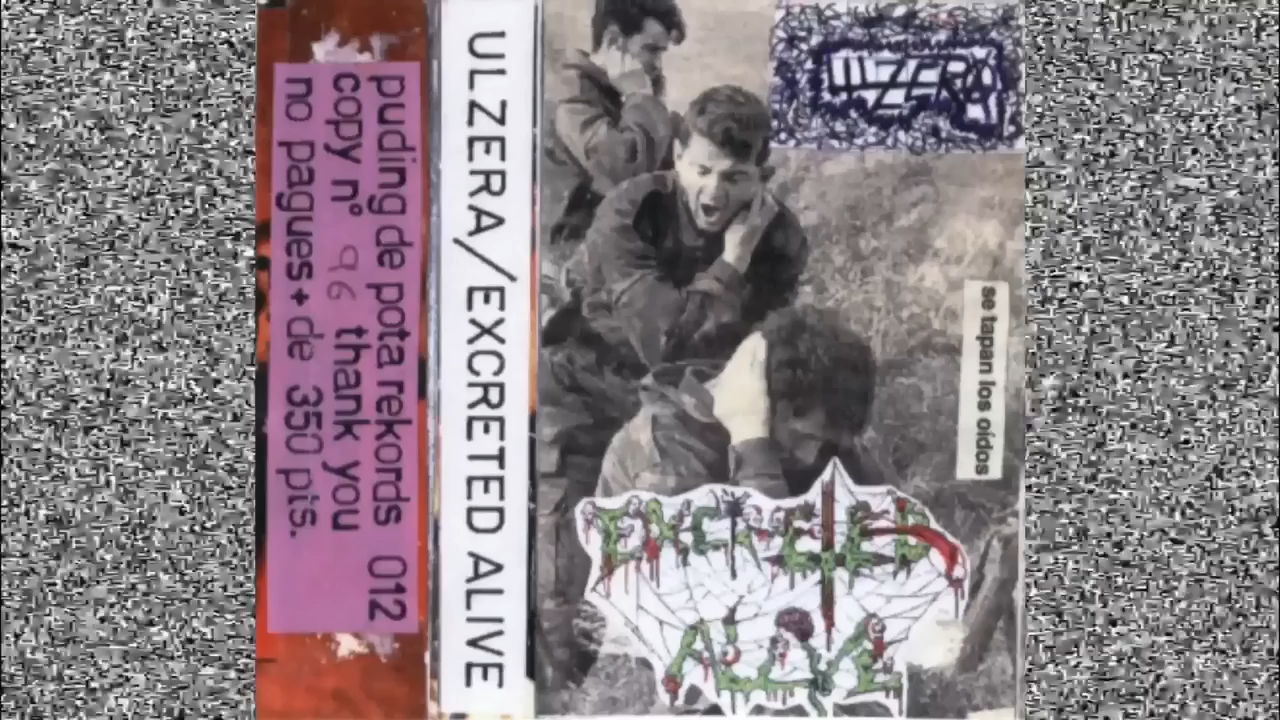 puding de pota rekords 012
copy nº 96 thank you
no pagues + de 350 pts.
ULZERA/EXCRETED ALIVE
ULZERA
se tapan los oídos
EXCRETED
ALIVE